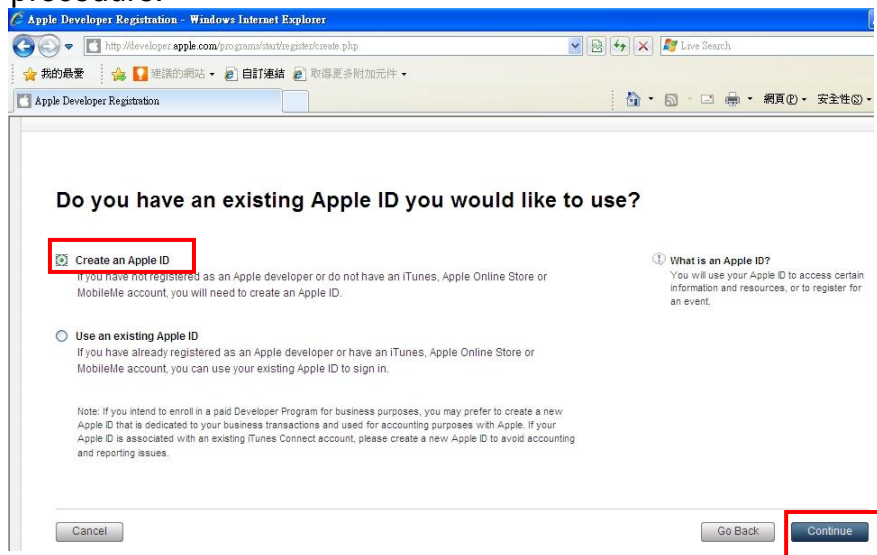 procedure.
Apple Developer Registration - Windows Internet Explorer
http://developer.apple.com/programs/start/register/create.php
Live Search
我的最愛 建議的網站 自訂連結 取得更多附加元件
Apple Developer Registration
網頁(P) 安全性(S)
Do you have an existing Apple ID you would like to use?
Create an Apple ID
If you have not registered as an Apple developer or do not have an iTunes, Apple Online Store or
MobileMe account, you will need to create an Apple ID.
Use an existing Apple ID
If you have already registered as an Apple developer or have an iTunes, Apple Online Store or
MobileMe account, you can use your existing Apple ID to sign in.
Note: If you intend to enroll in a paid Developer Program for business purposes, you may prefer to create a new
Apple ID that is dedicated to your business transactions and used for accounting purposes with Apple. If your
Apple ID is associated with an existing iTunes Connect account, please create a new Apple ID to avoid accounting
and reporting issues.
What is an Apple ID?
You will use your Apple ID to access certain
information and resources, or to register for
an event.
Cancel
Go Back
Continue